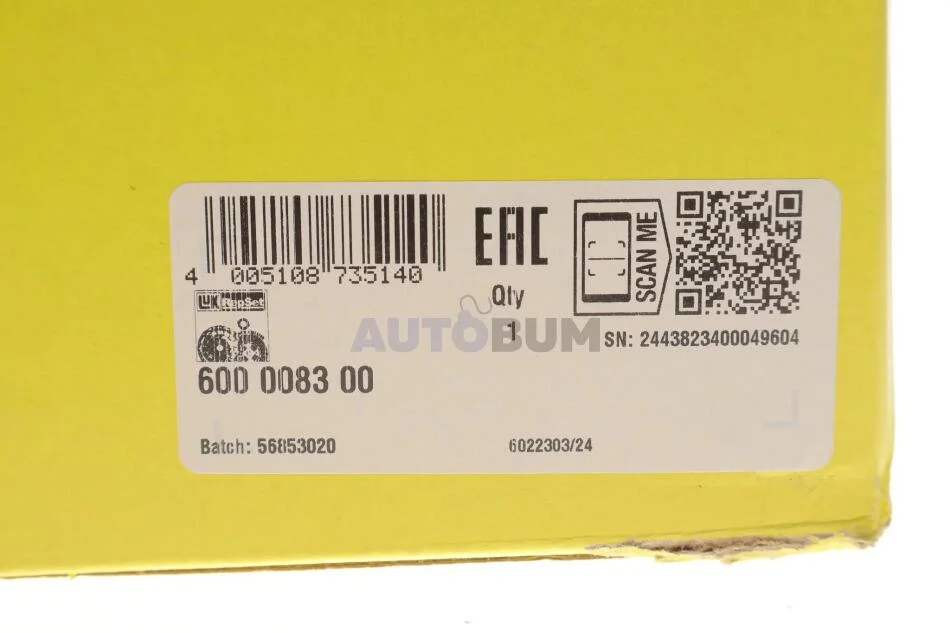 4 005108 735140
EAC
SCAN ME
LUK RepSet
Qty
1
AUTOBUM
SN: 2443823400049604
600 0083 00
Batch: 56853020
6022303/24